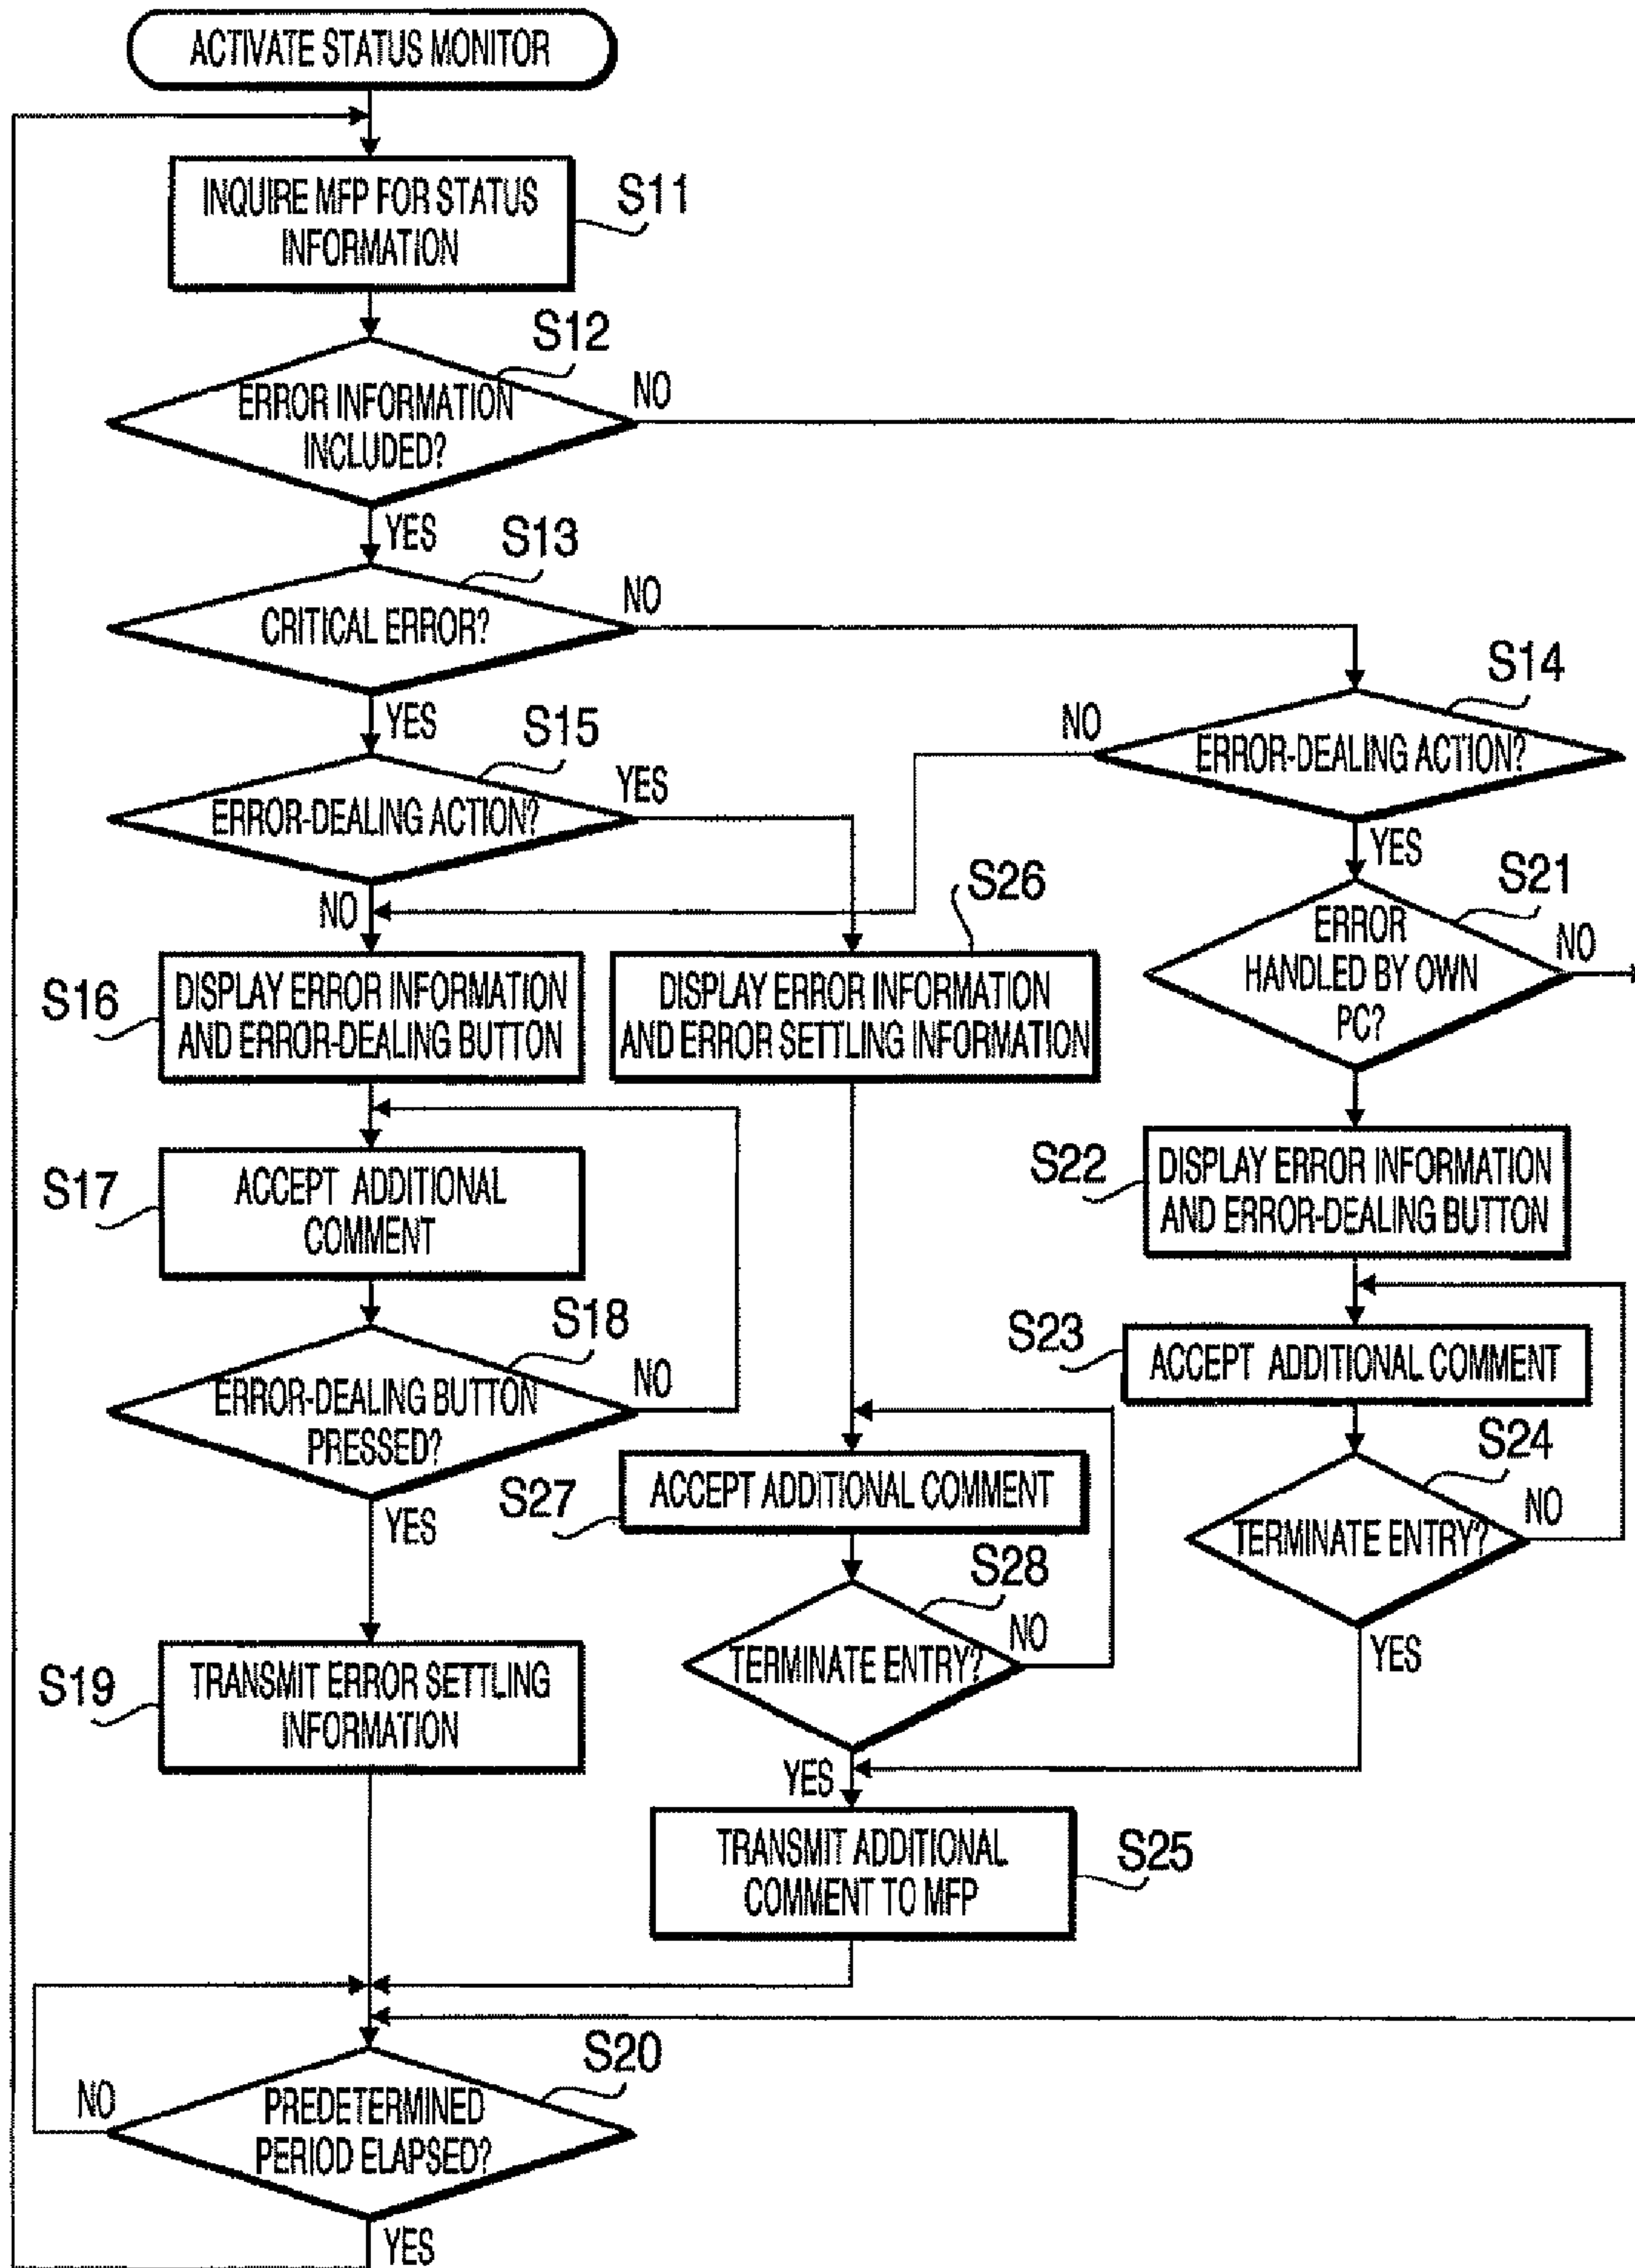 ACTIVATE STATUS MONITOR
INQUIRE MFP FOR STATUS
INFORMATION
S11
S12
ERROR INFORMATION
INCLUDED?
NO
YES
S13
CRITICAL ERROR?
NO
YES
S14
ERROR-DEALING ACTION?
NO
YES
S15
ERROR-DEALING ACTION?
YES
NO
S16
DISPLAY ERROR INFORMATION
AND ERROR-DEALING BUTTON
S26
DISPLAY ERROR INFORMATION
AND ERROR SETTLING INFORMATION
S21
ERROR
HANDLED BY OWN
PC?
NO
S22
DISPLAY ERROR INFORMATION
AND ERROR-DEALING BUTTON
S17
ACCEPT ADDITIONAL
COMMENT
S18
ERROR-DEALING BUTTON
PRESSED?
NO
YES
S23
ACCEPT ADDITIONAL COMMENT
S24
TERMINATE ENTRY?
NO
YES
S27
ACCEPT ADDITIONAL COMMENT
S28
TERMINATE ENTRY?
NO
YES
S19
TRANSMIT ERROR SETTLING
INFORMATION
TRANSMIT ADDITIONAL
COMMENT TO MFP
S25
S20
PREDETERMINED
PERIOD ELAPSED?
NO
YES